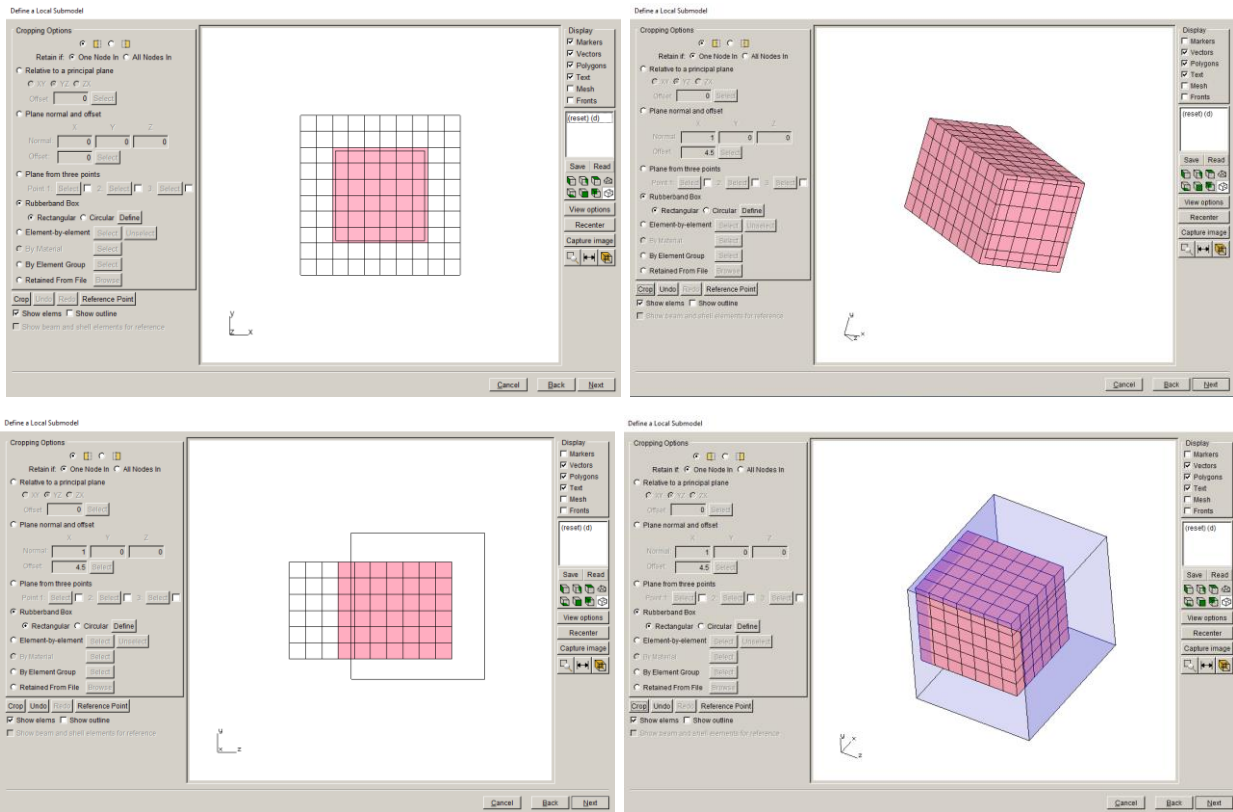 Define a Local Submodel
Cropping Options
Retain if: One Node In All Nodes In
Relative to a principal plane
XY YZ ZX
Offset: 0 Select
Plane normal and offset
X Y Z
Normal: 0 0 0
Offset: 0 Select
Plane from three points
Point 1: Select 2: Select 3: Select
Rubberband Box
Rectangular Circular Define
Element-by-element Select Unselect
By Material Select
By Element Group Select
Retained From File Browse
Crop Undo Redo Reference Point
Show elems Show outline
Show beam and shell elements for reference
y
z x
Display
Markers
Vectors
Polygons
Text
Mesh
Fronts
(reset) (d)
Save Read
View options
Recenter
Capture image
Cancel Back Next
Define a Local Submodel
Cropping Options
Retain if: One Node In All Nodes In
Relative to a principal plane
XY YZ ZX
Offset: 0 Select
Plane normal and offset
X Y Z
Normal: 1 0 0
Offset: 4.5 Select
Plane from three points
Point 1: Select 2: Select 3: Select
Rubberband Box
Rectangular Circular Define
Element-by-element Select Unselect
By Material Select
By Element Group Select
Retained From File Browse
Crop Undo Redo Reference Point
Show elems Show outline
Show beam and shell elements for reference
y
x
z
Display
Markers
Vectors
Polygons
Text
Mesh
Fronts
(reset) (d)
Save Read
View options
Recenter
Capture image
Cancel Back Next
Define a Local Submodel
Cropping Options
Retain if: One Node In All Nodes In
Relative to a principal plane
XY YZ ZX
Offset: 0 Select
Plane normal and offset
X Y Z
Normal: 1 0 0
Offset: 4.5 Select
Plane from three points
Point 1: Select 2: Select 3: Select
Rubberband Box
Rectangular Circular Define
Element-by-element Select Unselect
By Material Select
By Element Group Select
Retained From File Browse
Crop Undo Redo Reference Point
Show elems Show outline
Show beam and shell elements for reference
y
x z
Display
Markers
Vectors
Polygons
Text
Mesh
Fronts
(reset) (d)
Save Read
View options
Recenter
Capture image
Cancel Back Next
Define a Local Submodel
Cropping Options
Retain if: One Node In All Nodes In
Relative to a principal plane
XY YZ ZX
Offset: 0 Select
Plane normal and offset
X Y Z
Normal: 1 0 0
Offset: 4.5 Select
Plane from three points
Point 1: Select 2: Select 3: Select
Rubberband Box
Rectangular Circular Define
Element-by-element Select Unselect
By Material Select
By Element Group Select
Retained From File Browse
Crop Undo Redo Reference Point
Show elems Show outline
Show beam and shell elements for reference
y x
z
Display
Markers
Vectors
Polygons
Text
Mesh
Fronts
(reset) (d)
Save Read
View options
Recenter
Capture image
Cancel Back Next